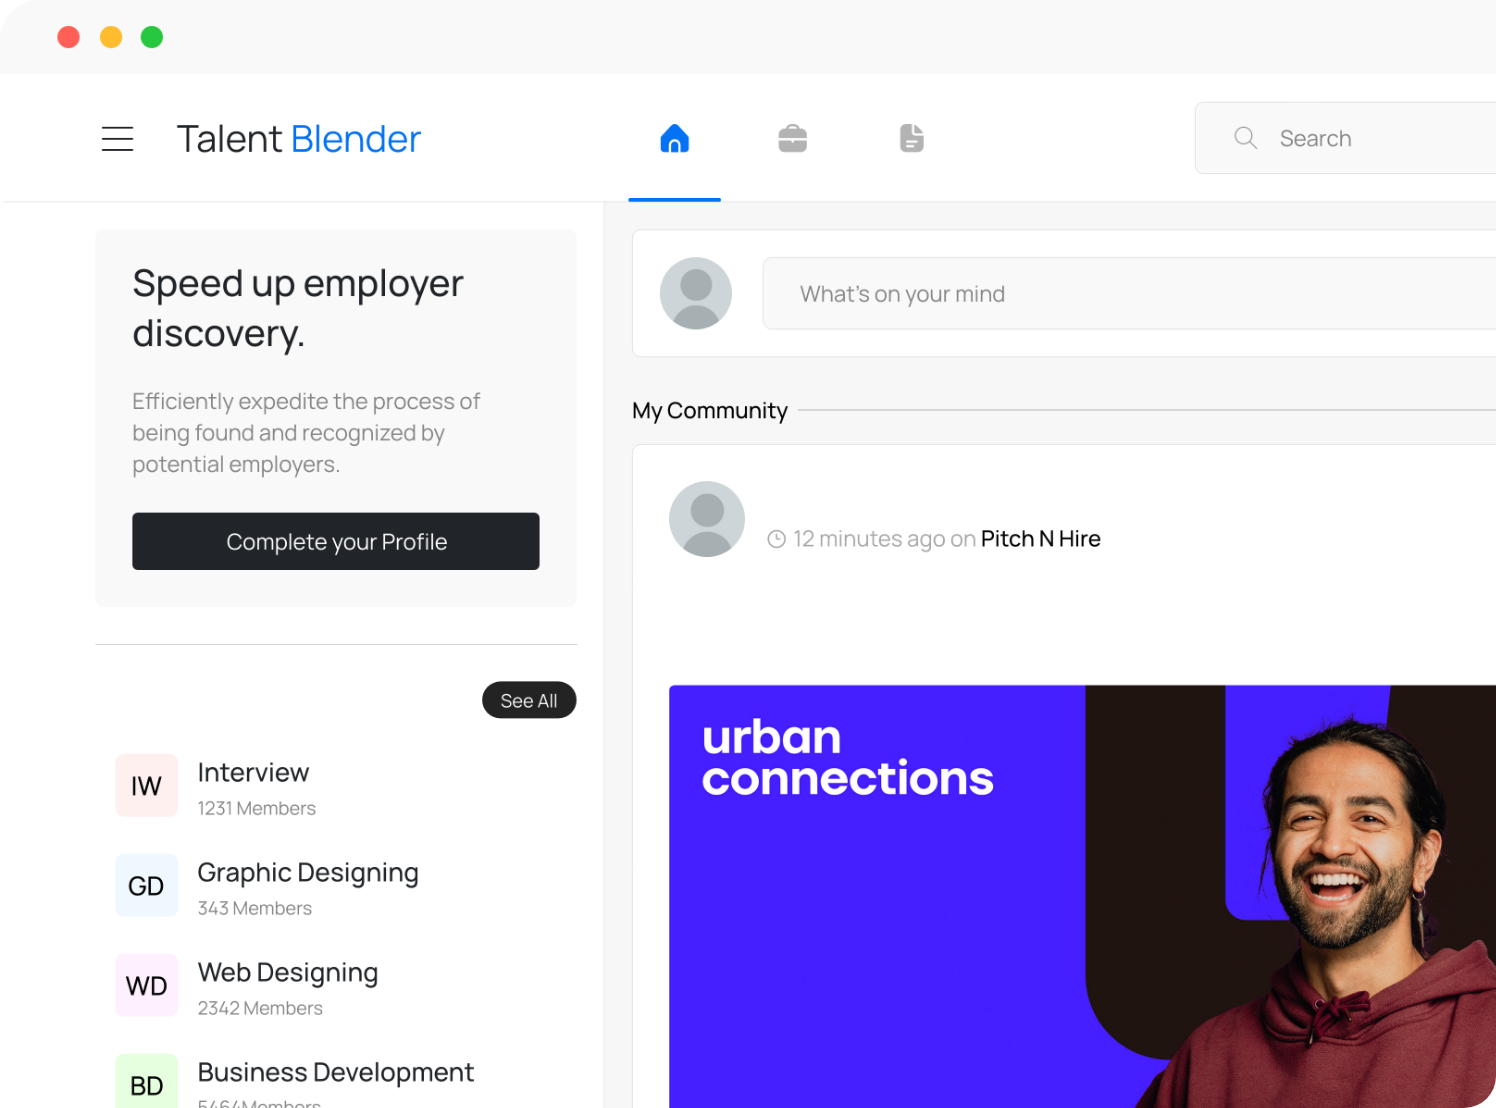 Talent Blender
Search
Speed up employer
discovery.
Efficiently expedite the process of
being found and recognized by
potential employers.
Complete your Profile
See All
IW
Interview
1231 Members
GD
Graphic Designing
343 Members
WD
Web Designing
2342 Members
BD
Business Development
5464Members
What's on your mind
My Community
12 minutes ago on Pitch N Hire
urban
connections